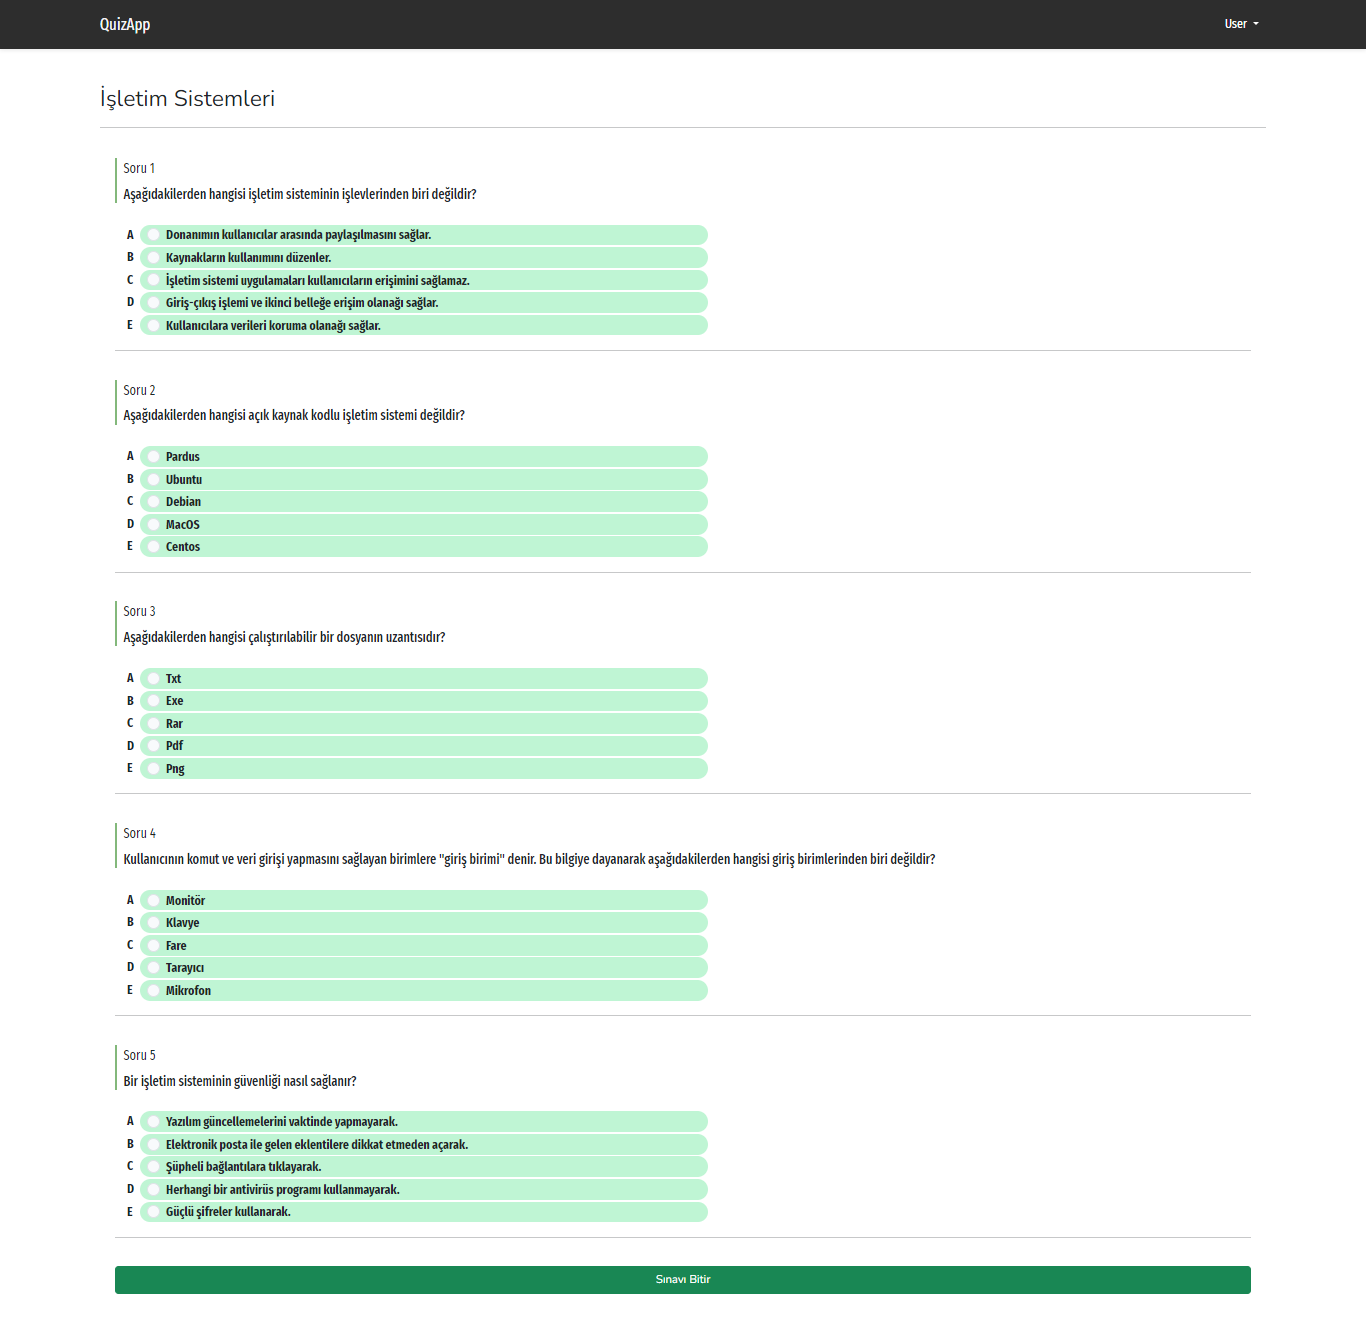 QuizApp
User
İşletim Sistemleri
Soru 1
Aşağıdakilerden hangisi işletim sisteminin işlevlerinden biri değildir?
A Donanımın kullanıcılar arasında paylaşılmasını sağlar.
B Kaynakların kullanımını düzenler.
C İşletim sistemi uygulamaları kullanıcıların erişimini sağlamaz.
D Giriş-çıkış işlemi ve ikinci belleğe erişim olanağı sağlar.
E Kullanıcılara verileri koruma olanağı sağlar.
Soru 2
Aşağıdakilerden hangisi açık kaynak kodlu işletim sistemi değildir?
A Pardus
B Ubuntu
C Debian
D MacOS
E Centos
Soru 3
Aşağıdakilerden hangisi çalıştırılabilir bir dosyanın uzantısıdır?
A Txt
B Exe
C Rar
D Pdf
E Png
Soru 4
Kullanıcının komut ve veri girişi yapmasını sağlayan birimlere "giriş birimi" denir. Bu bilgiye dayanarak aşağıdakilerden hangisi giriş birimlerinden biri değildir?
A Monitör
B Klavye
C Fare
D Tarayıcı
E Mikrofon
Soru 5
Bir işletim sisteminin güvenliği nasıl sağlanır?
A Yazılım güncellemelerini vaktinde yapmayarak.
B Elektronik posta ile gelen eklentilere dikkat etmeden açarak.
C Şüpheli bağlantılara tıklayarak.
D Herhangi bir antivirüs programı kullanmayarak.
E Güçlü şifreler kullanarak.
Sınavı Bitir